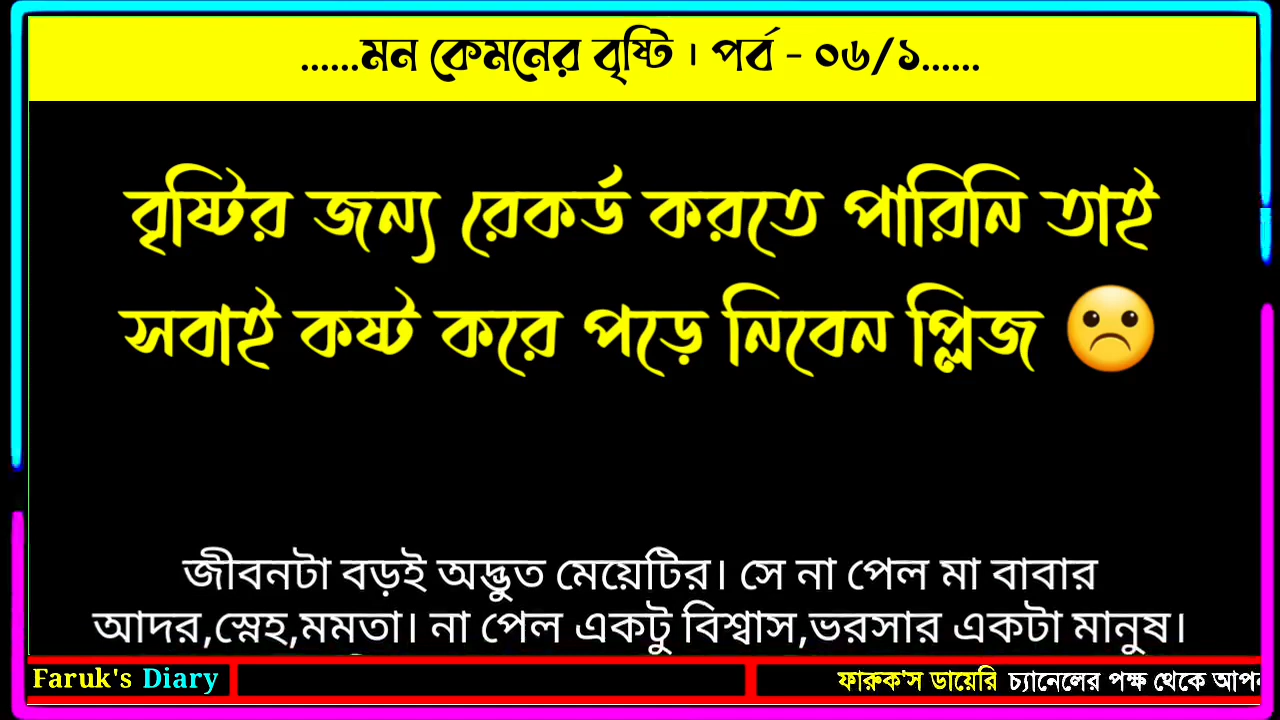 ......মন কেমনের বৃষ্টি । পর্ব - ০৬/১......
বৃষ্টির জন্য রেকর্ড করতে পারিনি তাই
সবাই কষ্ট করে পড়ে নিবেন প্লিজ ☹️
জীবনটা বড়ই অদ্ভুত মেয়েটির। সে না পেল মা বাবার
আদর,স্নেহ,মমতা। না পেল একটু বিশ্বাস,ভরসার একটা মানুষ।
Faruk's Diary
ফারুক'স ডায়েরি চ্যানেলের পক্ষ থেকে